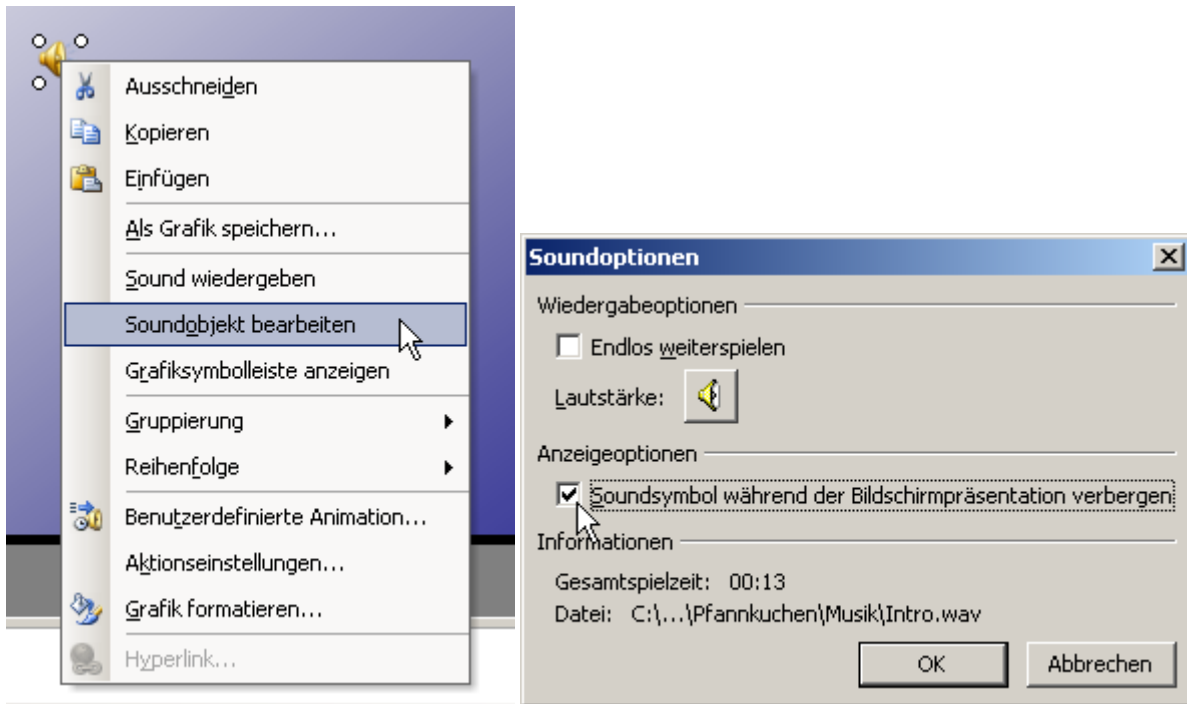 Ausschneiden
Kopieren
Einfügen
Als Grafik speichern...
Sound wiedergeben
Soundobjekt bearbeiten
Grafiksymbolleiste anzeigen
Gruppierung
Reihenfolge
Benutzerdefinierte Animation...
Aktionseinstellungen...
Grafik formatieren...
Hyperlink...
Soundoptionen
Wiedergabeoptionen
Endlos weiterspielen
Lautstärke:
Anzeigeoptionen
Soundsymbol während der Bildschirmpräsentation verbergen
Informationen
Gesamtspielzeit: 00:13
Datei: C:\...\Pfannkuchen\Musik\Intro.wav
OK Abbrechen